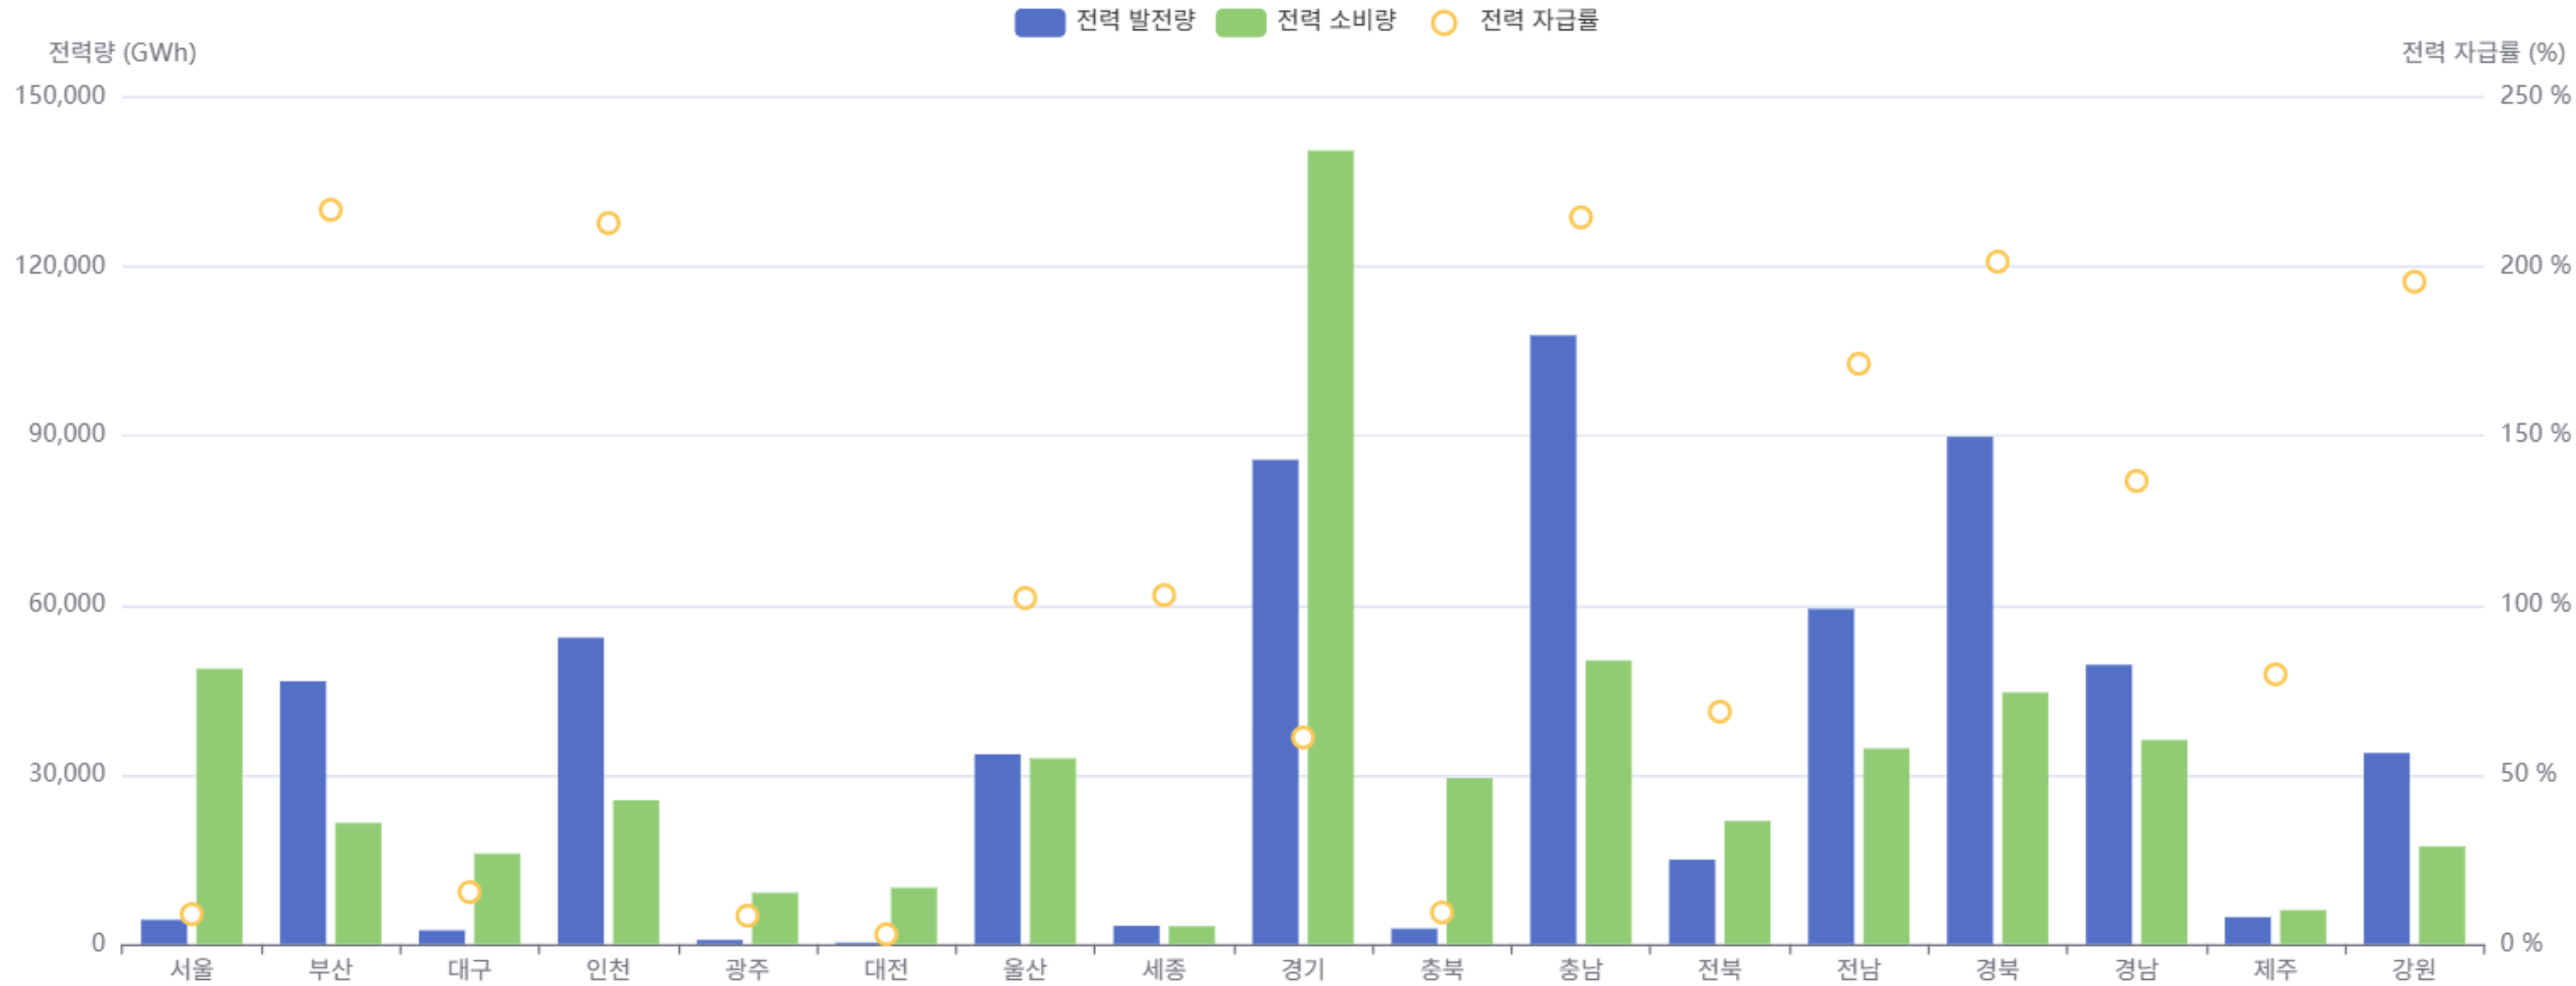 전력 발전량 전력 소비량 전력 자급률
전력량 (GWh) 전력 자급률 (%)
150,000 250 %
120,000 200 %
90,000 150 %
60,000 100 %
30,000 50 %
0 0 %
서울 부산 대구 인천 광주 대전 울산 세종 경기 충북 충남 전북 전남 경북 경남 제주 강원